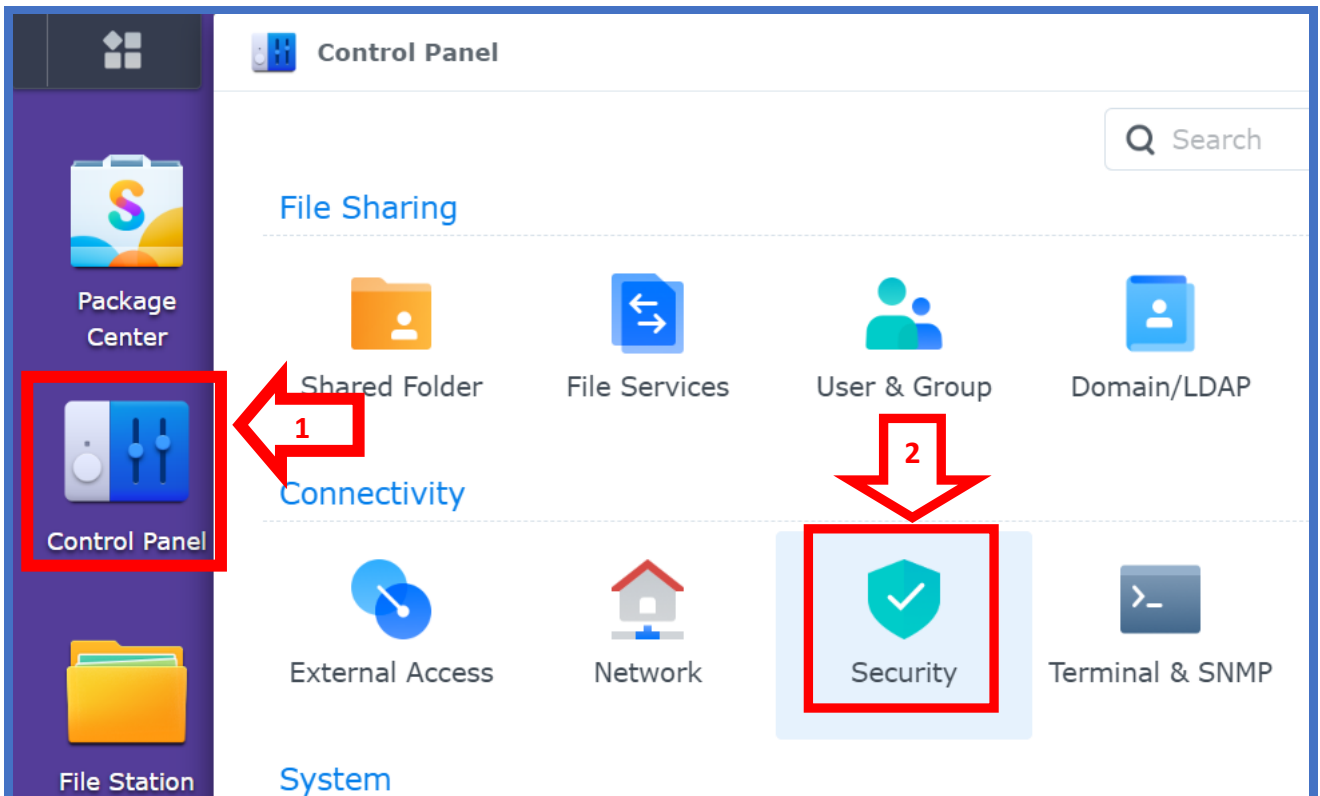 Control Panel
Search
File Sharing
Package
Center
Shared Folder
File Services
User & Group
Domain/LDAP
1
2
Connectivity
Control Panel
External Access
Network
Security
Terminal & SNMP
File Station
System